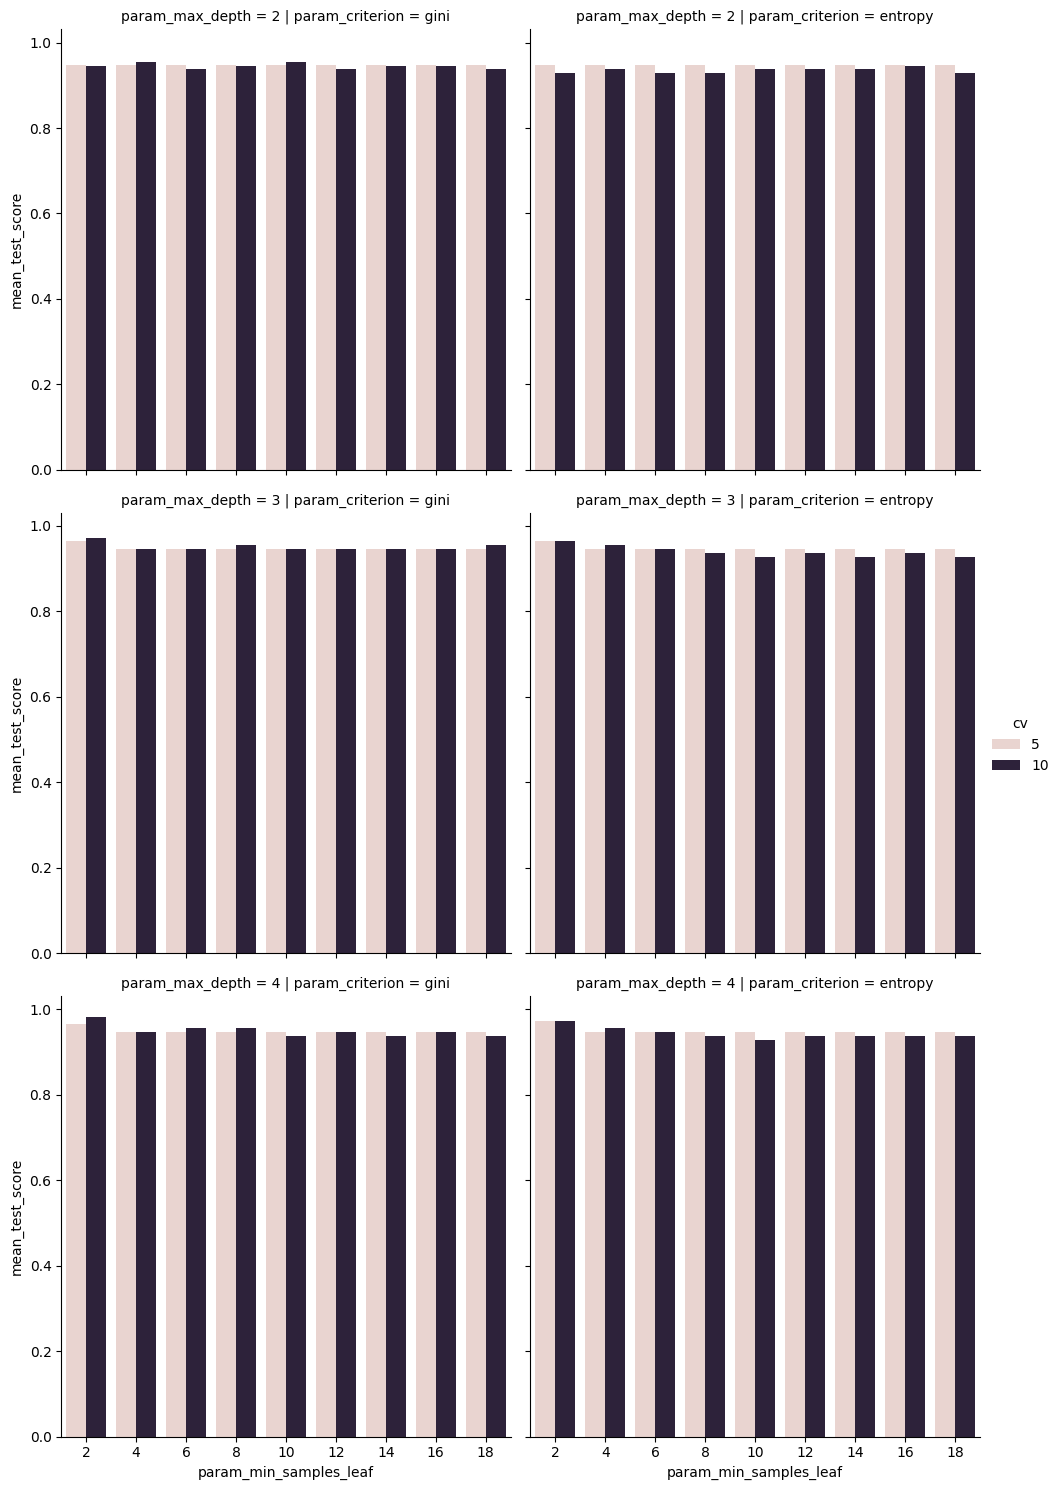 param_max_depth = 2 | param_criterion = gini
param_max_depth = 2 | param_criterion = entropy
1.0
0.8
0.6
0.4
0.2
0.0
mean_test_score
param_max_depth = 3 | param_criterion = gini
param_max_depth = 3 | param_criterion = entropy
1.0
0.8
0.6
0.4
0.2
0.0
mean_test_score
cv
5
10
param_max_depth = 4 | param_criterion = gini
param_max_depth = 4 | param_criterion = entropy
1.0
0.8
0.6
0.4
0.2
0.0
mean_test_score
2 4 6 8 10 12 14 16 18
param_min_samples_leaf
2 4 6 8 10 12 14 16 18
param_min_samples_leaf